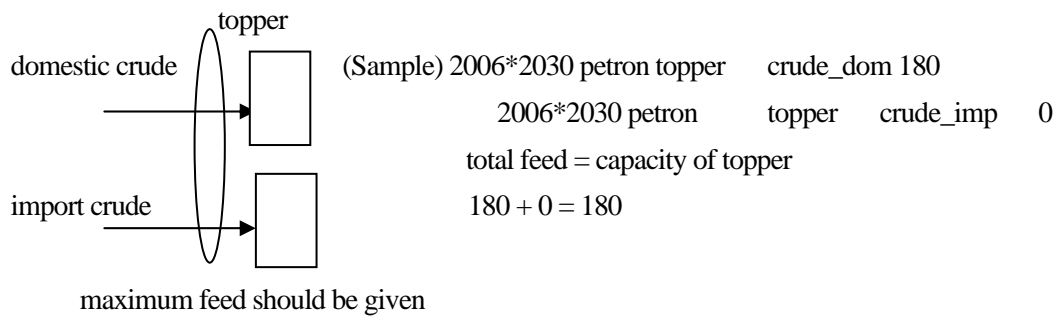 topper
domestic crude (Sample) 2006*2030 petron topper crude_dom 180
2006*2030 petron topper crude_imp 0
total feed = capacity of topper
import crude 180 + 0 = 180
maximum feed should be given